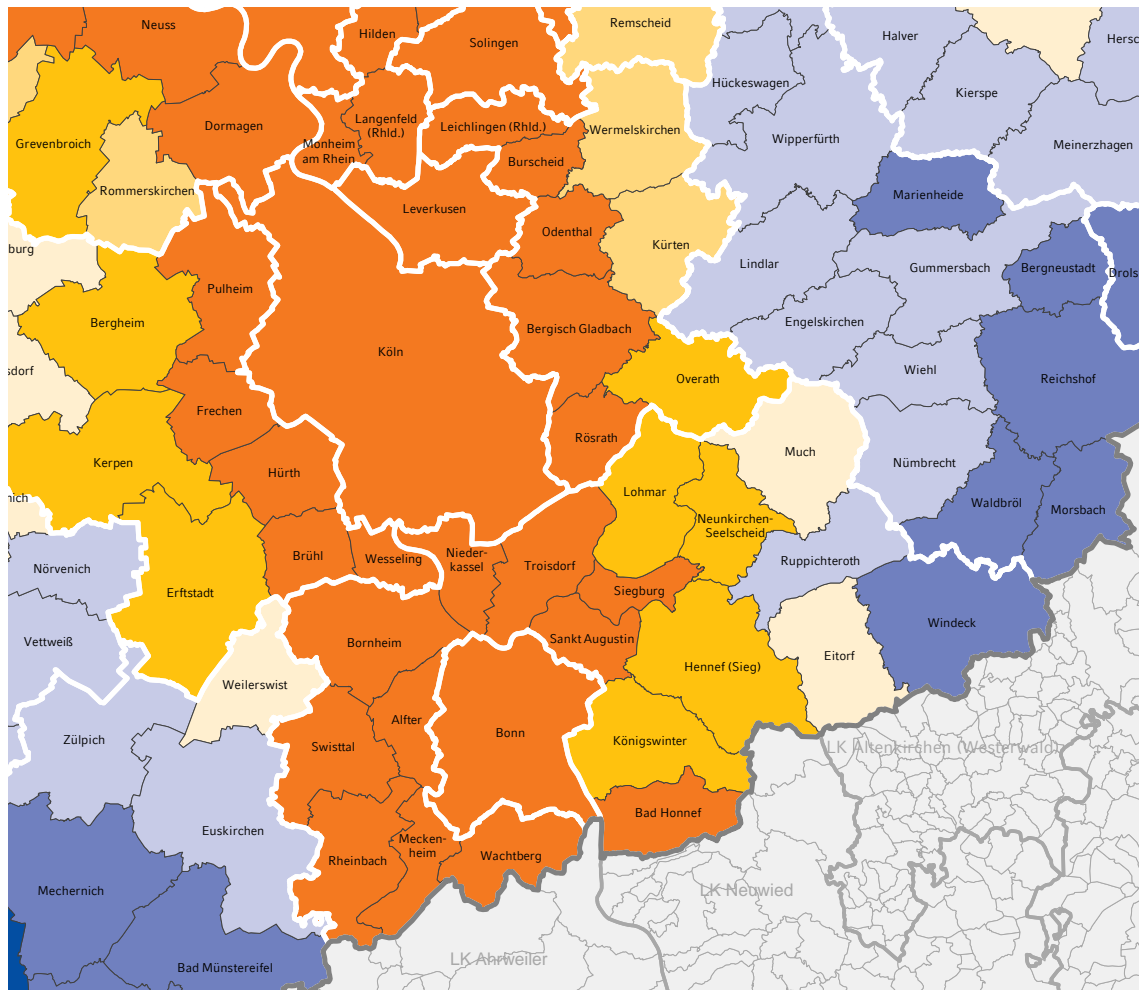 Neuss
Hilden
Solingen
Remscheid
Halver
Hersc
Hückeswagen
Kierspe
Grevenbroich
Dormagen
Langenfeld
(Rhld.)
Leichlingen (Rhld.)
Wermelskirchen
Wipperfürth
Meinerzhagen
Monheim
am Rhein
Burscheid
Rommerskirchen
Marienheide
Leverkusen
Odenthal
Kürten
burg
Lindlar
Gummersbach
Bergneustadt
Drols
Pulheim
Bergheim
Bergisch Gladbach
Engelskirchen
Köln
sdorf
Overath
Wiehl
Reichshof
Frechen
Rösrath
Kerpen
Hürth
Much
Nümbrecht
nich
Lohmar
Waldbröl
Morsbach
Neunkirchen-
Seelscheid
Nörvenich
Brühl
Wesseling
Nieder-
kassel
Troisdorf
Ruppichteroth
Erftstadt
Siegburg
Vettweiß
Bornheim
Sankt Augustin
Windeck
Weilerswist
Hennef (Sieg)
Eitorf
Zülpich
Swisttal
Alfter
Bonn
Königswinter
LK Altenkirchen (Westerwald)
Euskirchen
Bad Honnef
Rheinbach
Mecken-
heim
Wachtberg
Mechernich
LK Neuwied
Bad Münstereifel
LK Ahrweiler